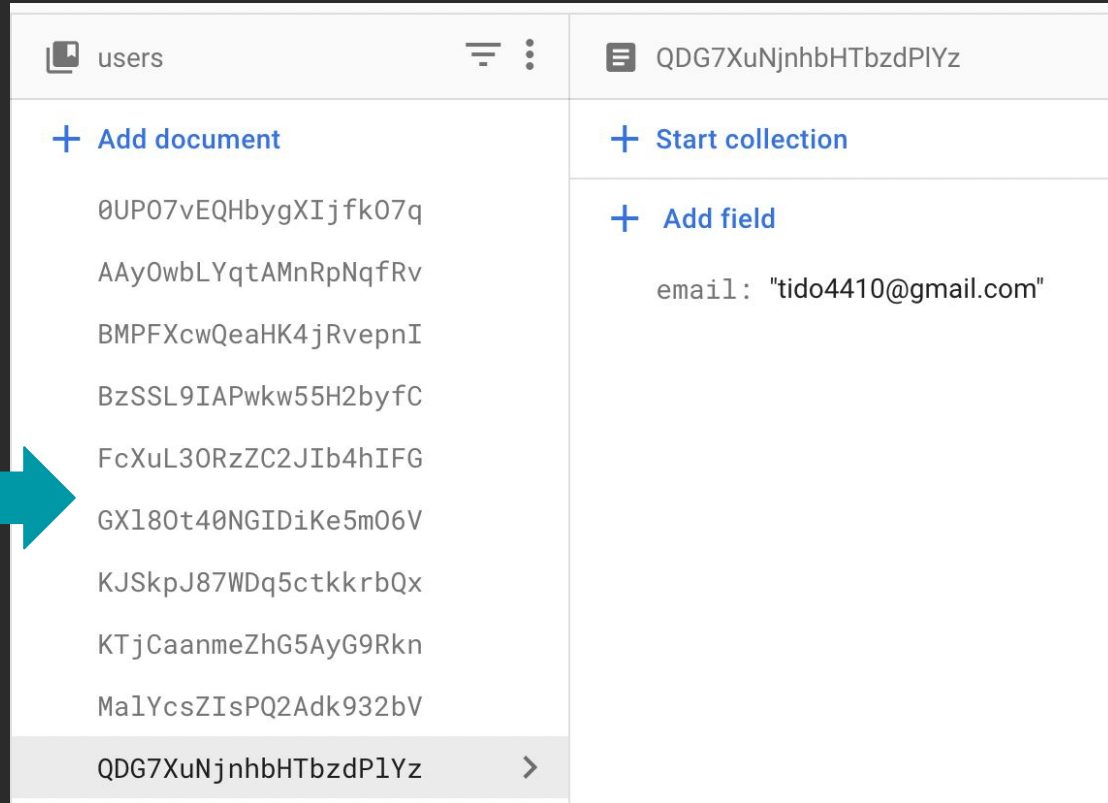 users
Add document
0UPO7vEQHbygXIjfkO7q
AAyOwbLYqtAMnRpNqfRv
BMPFXcwQeaHK4jRvepnI
BzSSL9IAPwkw55H2byfC
FcXuL3ORzZC2JIb4hIFG
GXl8Ot40NGIDiKe5mO6V
KJSkpJ87WDq5ctkkrbQx
KTjCaanmeZhG5AyG9Rkn
MalYcsZIsPQ2Adk932bV
QDG7XuNjnhbHTbzdPlYz
QDG7XuNjnhbHTbzdPlYz
Start collection
Add field
email: "tido4410@gmail.com"